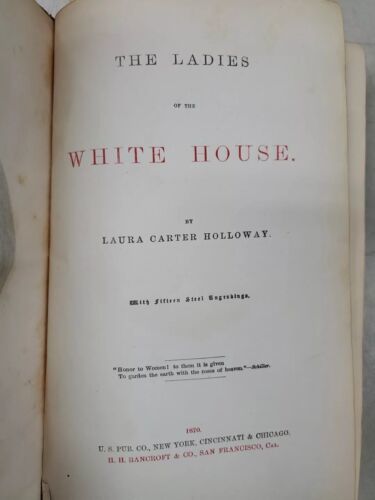 THE LADIES
OF THE
WHITE HOUSE.
BY
LAURA CARTER HOLLOWAY.
With Fifteen Steel Engravings.
"Honor to Women! to them it is given
To garden the earth with the roses of heaven."—Schiller.
1870.
U. S. PUB. CO., NEW YORK, CINCINNATI & CHICAGO.
H. H. BANCROFT & CO., SAN FRANCISCO, CAL.